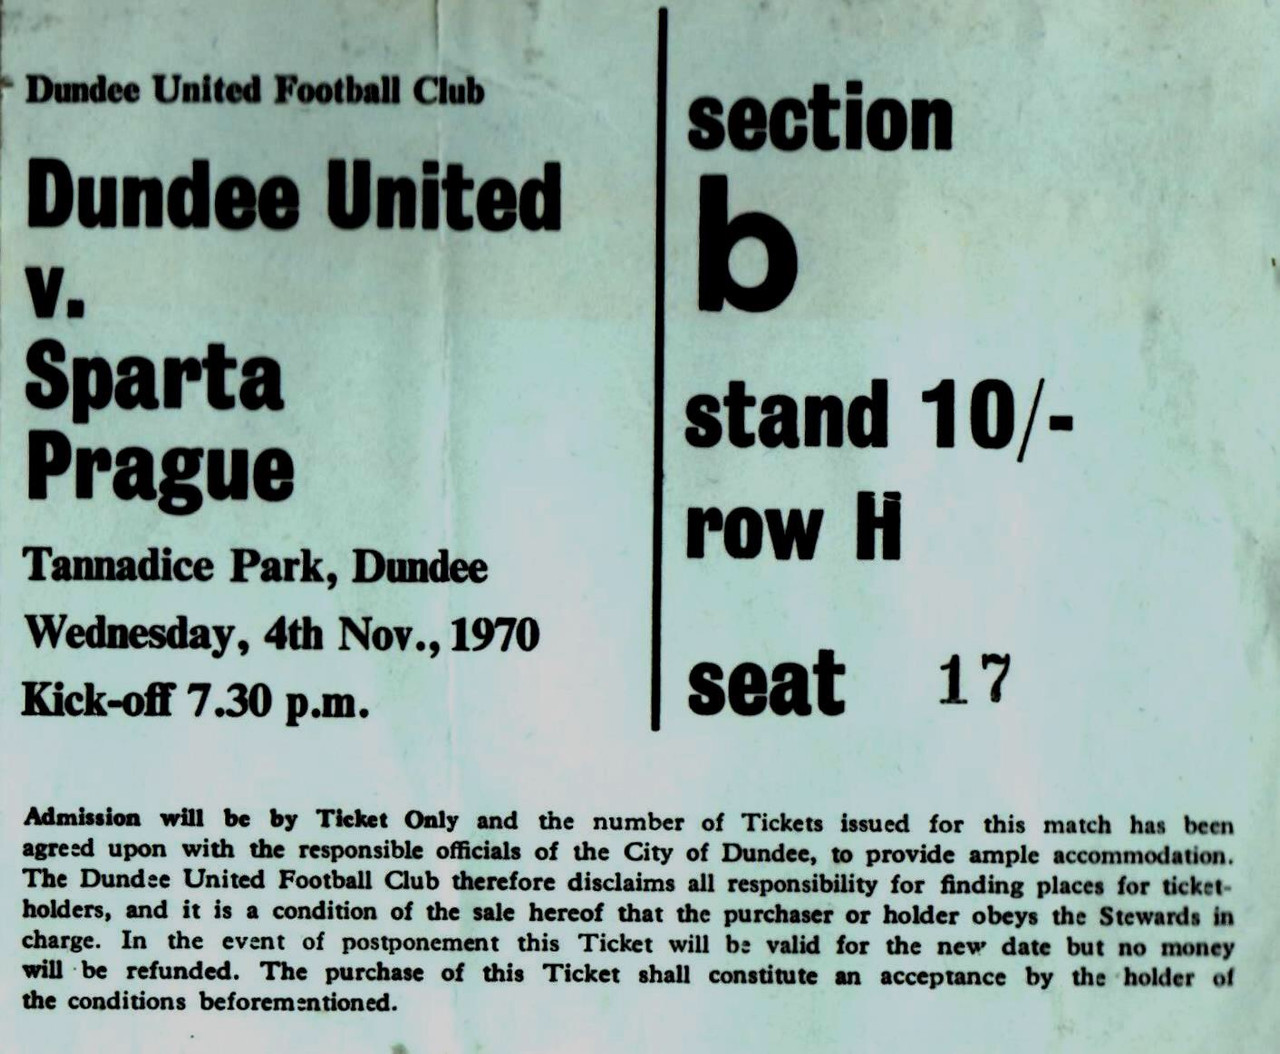 Dundee United Football Club
Dundee United
v.
Sparta
Prague
Tannadice Park, Dundee
Wednesday, 4th Nov., 1970
Kick-off 7.30 p.m.
section
b
stand 10/-
row H
seat 17
Admission will be by Ticket Only and the number of Tickets issued for this match has been
agreed upon with the responsible officials of the City of Dundee, to provide ample accommodation.
The Dundee United Football Club therefore disclaims all responsibility for finding places for ticket-
holders, and it is a condition of the sale hereof that the purchaser or holder obeys the Stewards in
charge. In the event of postponement this Ticket will be valid for the new date but no money
will be refunded. The purchase of this Ticket shall constitute an acceptance by the holder of
the conditions beforementioned.